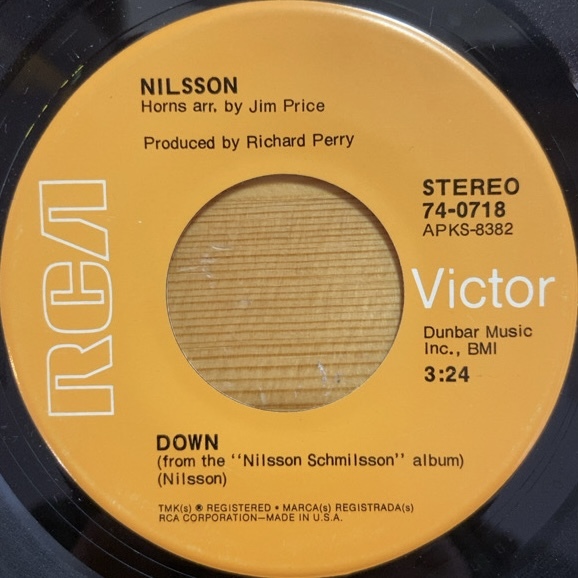 NILSSON
Horns arr. by Jim Price
Produced by Richard Perry
STEREO
74-0718
APKS-8382
RCA
Victor
Dunbar Music
Inc., BMI
3:24
DOWN
(from the "Nilsson Schmilsson" album)
(Nilsson)
TMK(s) ® REGISTERED • MARCA(s) REGISTRADA(s)
RCA CORPORATION—MADE IN U.S.A.